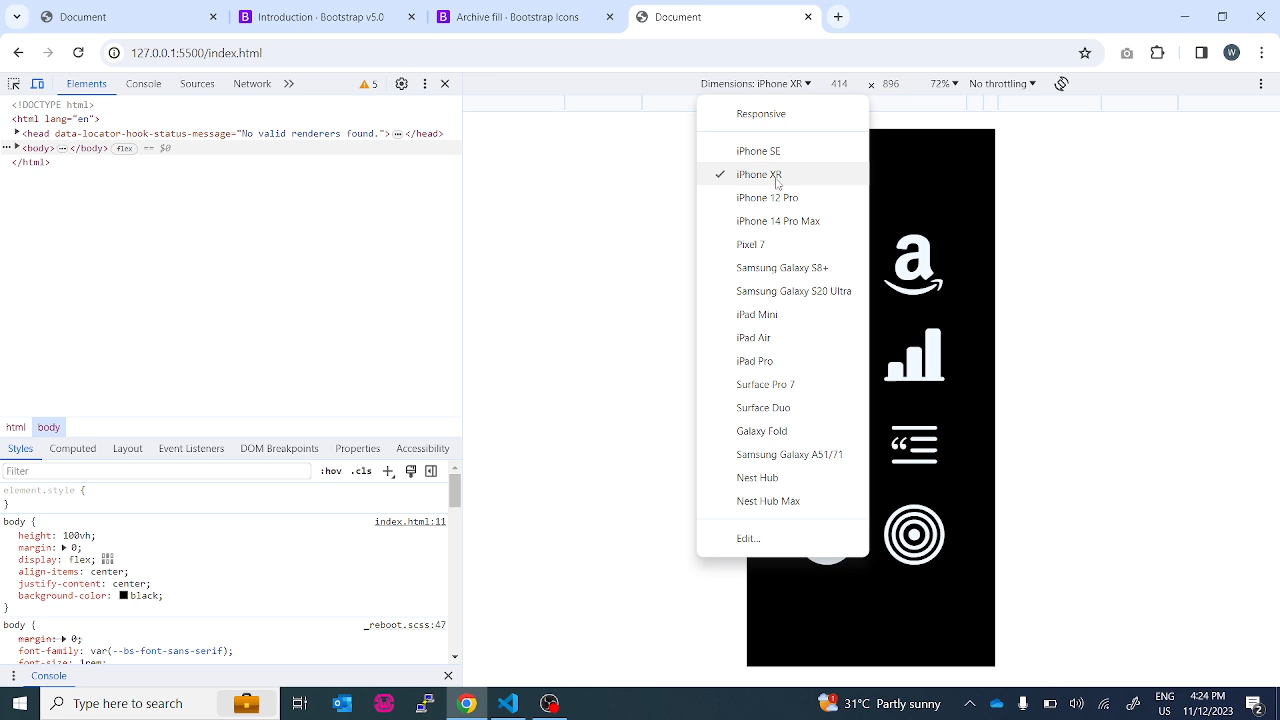 Document
Introduction · Bootstrap v5.0
Archive fill · Bootstrap Icons
Document
127.0.0.1:5500/index.html
W
Elements
Console
Sources
Network
5
Dimensions: iPhone XR
414
×
896
72%
No throttling
<!DOCTYPE html>
<html lang="en">
<head data-locator-hook-status-message="No valid renderers found."> </head>
<body> </body> flex == $0
</html>
Responsive
iPhone SE
iPhone XR
iPhone 12 Pro
iPhone 14 Pro Max
Pixel 7
Samsung Galaxy S8+
Samsung Galaxy S20 Ultra
iPad Mini
iPad Air
iPad Pro
Surface Pro 7
Surface Duo
Galaxy Fold
Samsung Galaxy A51/71
Nest Hub
Nest Hub Max
Edit...
html
body
Styles
Computed
Layout
Event Listeners
DOM Breakpoints
Properties
Accessibility
Filter
:hov
.cls
element.style {
}
body {
index.html:11
height: 100vh;
margin: 0;
display: flex;
align-items: center;
justify-content: center;
background-color: black;
}
body {
_reboot.scss:47
margin: 0;
font-family: var(--bs-font-sans-serif);
font-size: 1rem;
Console
Type here to search
1
31°C Partly sunny
ENG
US
4:24 PM
11/12/2023
2